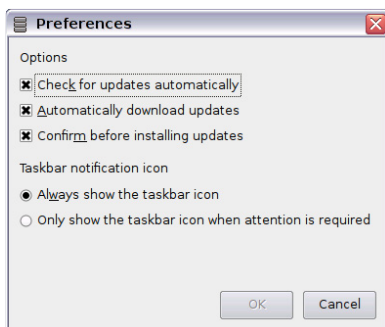 Preferences
Options
Check for updates automatically
Automatically download updates
Confirm before installing updates
Taskbar notification icon
Always show the taskbar icon
Only show the taskbar icon when attention is required
OK Cancel